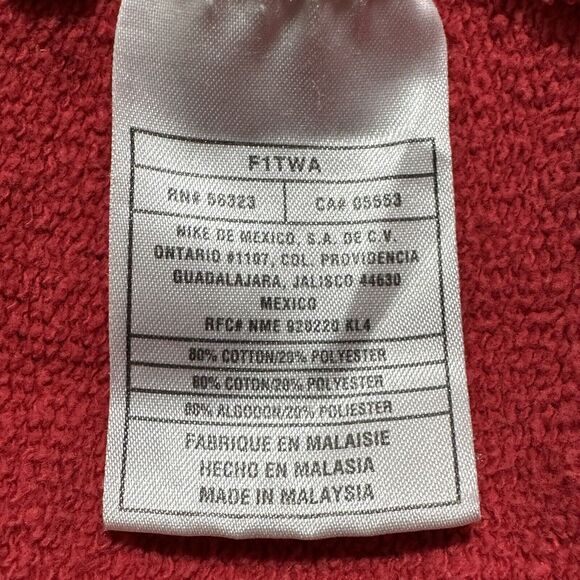 F1TWA
RN# 56323 CA# 05553
NIKE DE MEXICO, S.A. DE C.V.
ONTARIO #1107, COL. PROVIDENCIA
GUADALAJARA, JALISCO 44630
MEXICO
RFC# NME 920220 KL4
80% COTTON/20% POLYESTER
80% COTON/20% POLYESTER
80% ALGODON/20% POLIESTER
FABRIQUE EN MALAISIE
HECHO EN MALASIA
MADE IN MALAYSIA